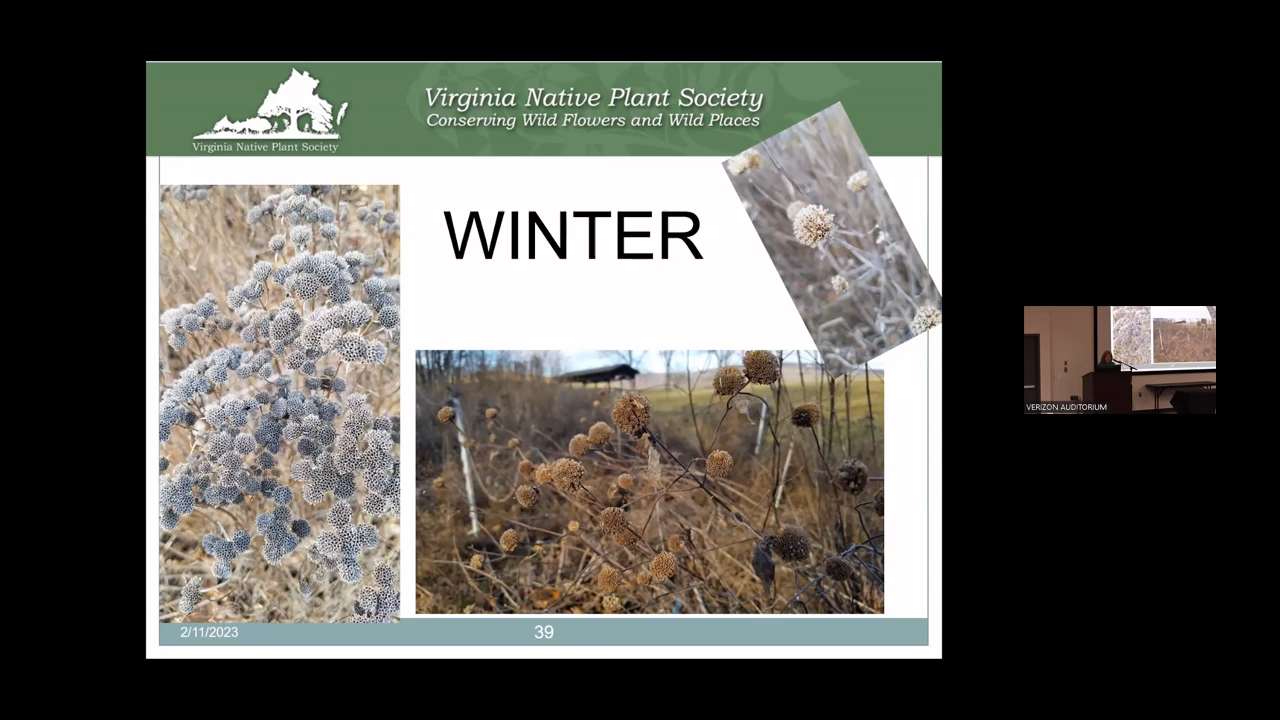 Virginia Native Plant Society
Conserving Wild Flowers and Wild Places
Virginia Native Plant Society
WINTER
VERIZON AUDITORIUM
2/11/2023
39